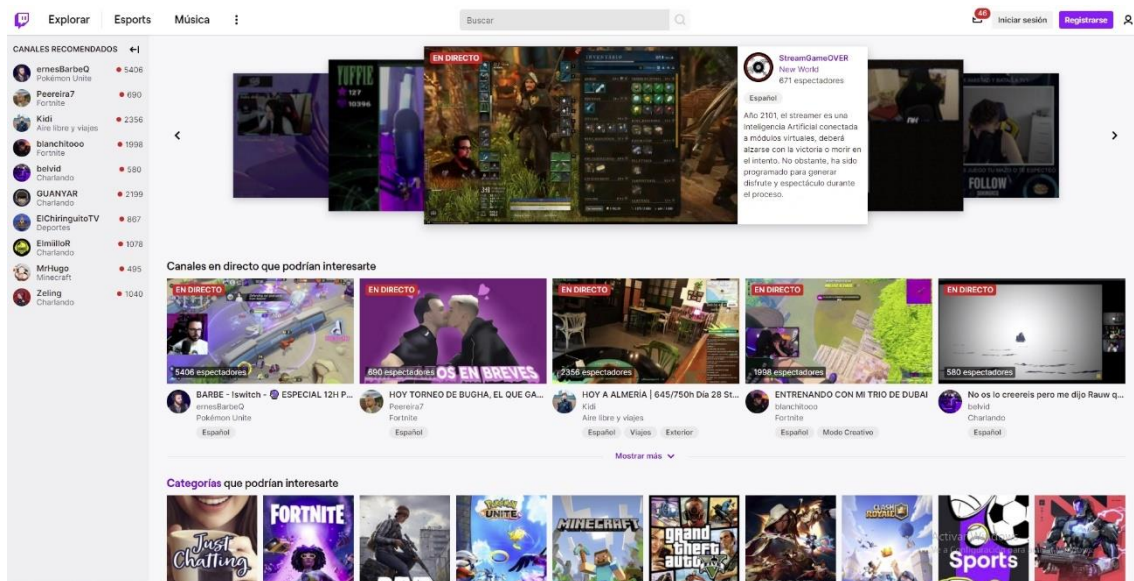 Explorar
Esports
Música
Buscar
46
Iniciar sesión
Registrarse
CANALES RECOMENDADOS
ernesBarbeQ
5406
Pokémon Unite
Peereira7
690
Fortnite
Kidi
2356
Aire libre y viajes
blanchitooo
1998
Fortnite
belvid
580
Charlando
GUANYAR
2199
Charlando
ElChiringuitoTV
867
Deportes
ElmiilloR
1078
Charlando
MrHugo
495
Minecraft
Zeling
1040
Charlando
YUFFIE
127
10396
EN DIRECTO
StreamGameOVER
New World
671 espectadores
Español
Año 2101, el streamer es una
Inteligencia Artificial conectada
a módulos virtuales, deberá
alzarse con la victoria o morir en
el intento. No obstante, ha sido
programado para generar
disfrute y espectáculo durante
el proceso.
FOLLOW
Canales en directo que podrían interesarte
EN DIRECTO
5406 espectadores
BARBE - !switch - ESPECIAL 12H P...
ernesBarbeQ
Pokémon Unite
Español
EN DIRECTO
OS EN BREVES
690 espectadores
HOY TORNEO DE BUGHA, EL QUE GA...
Peereira7
Fortnite
Español
EN DIRECTO
2356 espectadores
HOY A ALMERÍA | 645/750h Día 28 St...
Kidi
Aire libre y viajes
Español Viajes Exterior
EN DIRECTO
1998 espectadores
ENTRENANDO CON MI TRIO DE DUBAI
blanchitooo
Fortnite
Español Modo Creativo
EN DIRECTO
580 espectadores
No os lo creereis pero me dijo Rauw q...
belvid
Charlando
Español
Mostrar más
Categorías que podrían interesarte
Just
Chatting
FORTNITE
Pokémon
UNITE
MINECRAFT
grand
theft
auto V
CLASH
ROYALE
Sports